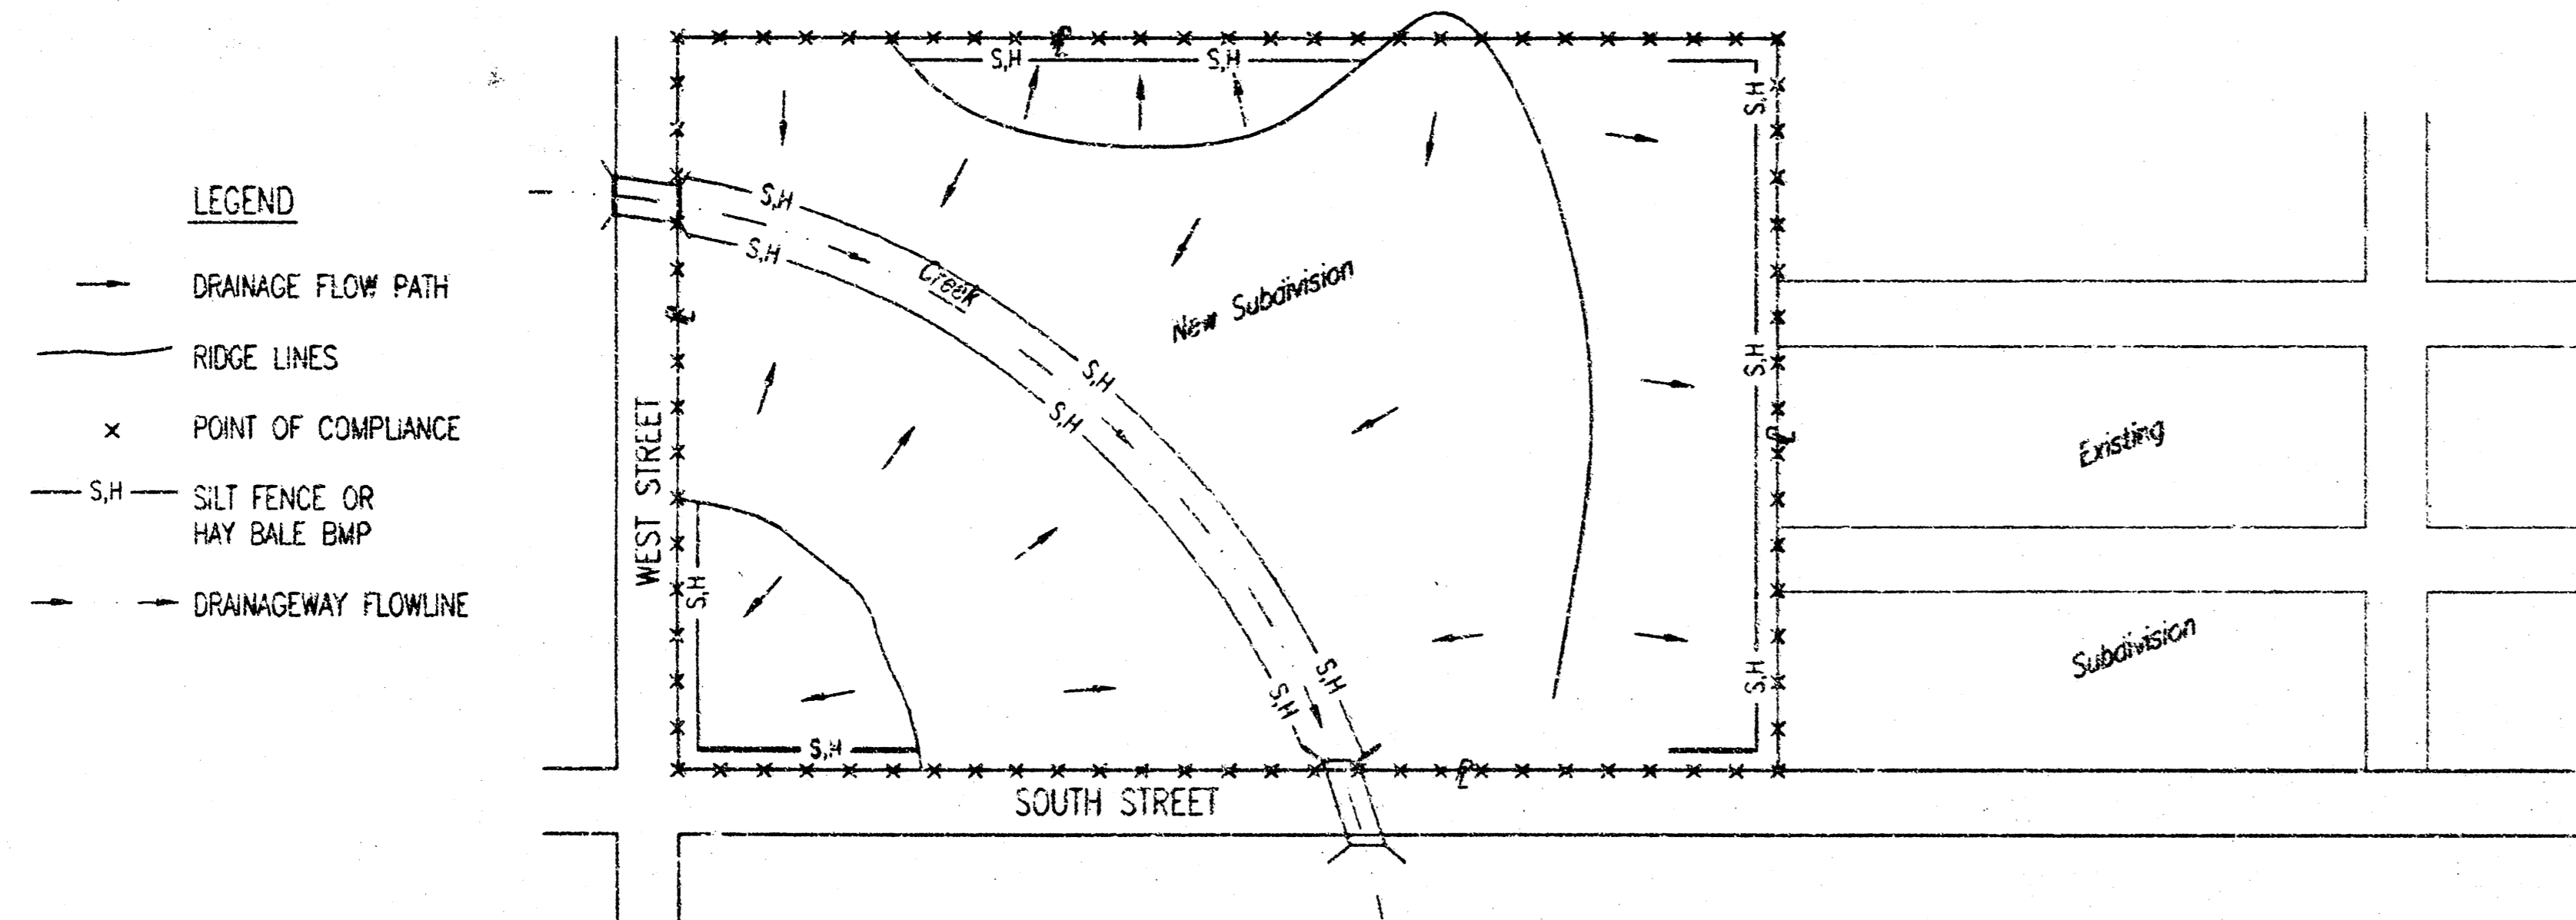 LEGEND
DRAINAGE FLOW PATH
RIDGE LINES
POINT OF COMPLIANCE
S,H
SILT FENCE OR
HAY BALE BMP
DRAINAGEWAY FLOWLINE
S,H
S,H
S,H
S,H
S,H
Creek
New Subdivision
S,H
S,H
S,H
WEST STREET
Existing
S,H
S,H
S,H
S,H
S,H
Subdivision
S,H
SOUTH STREET